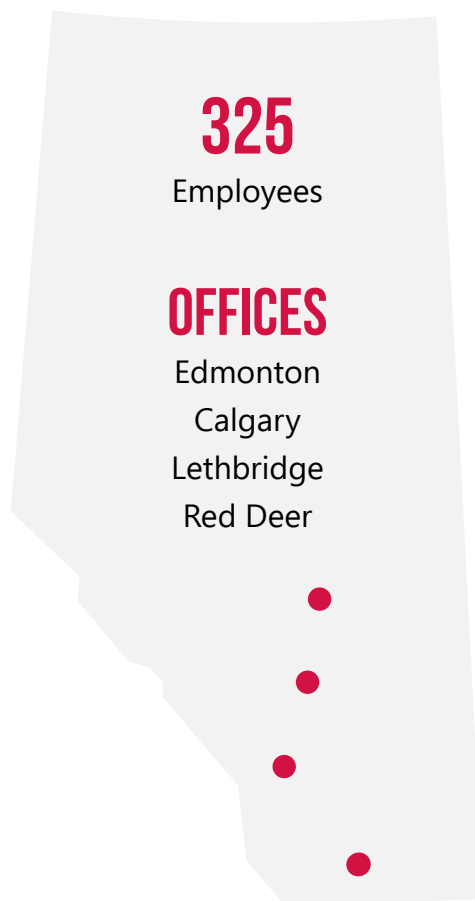 325
Employees
OFFICES
Edmonton
Calgary
Lethbridge
Red Deer